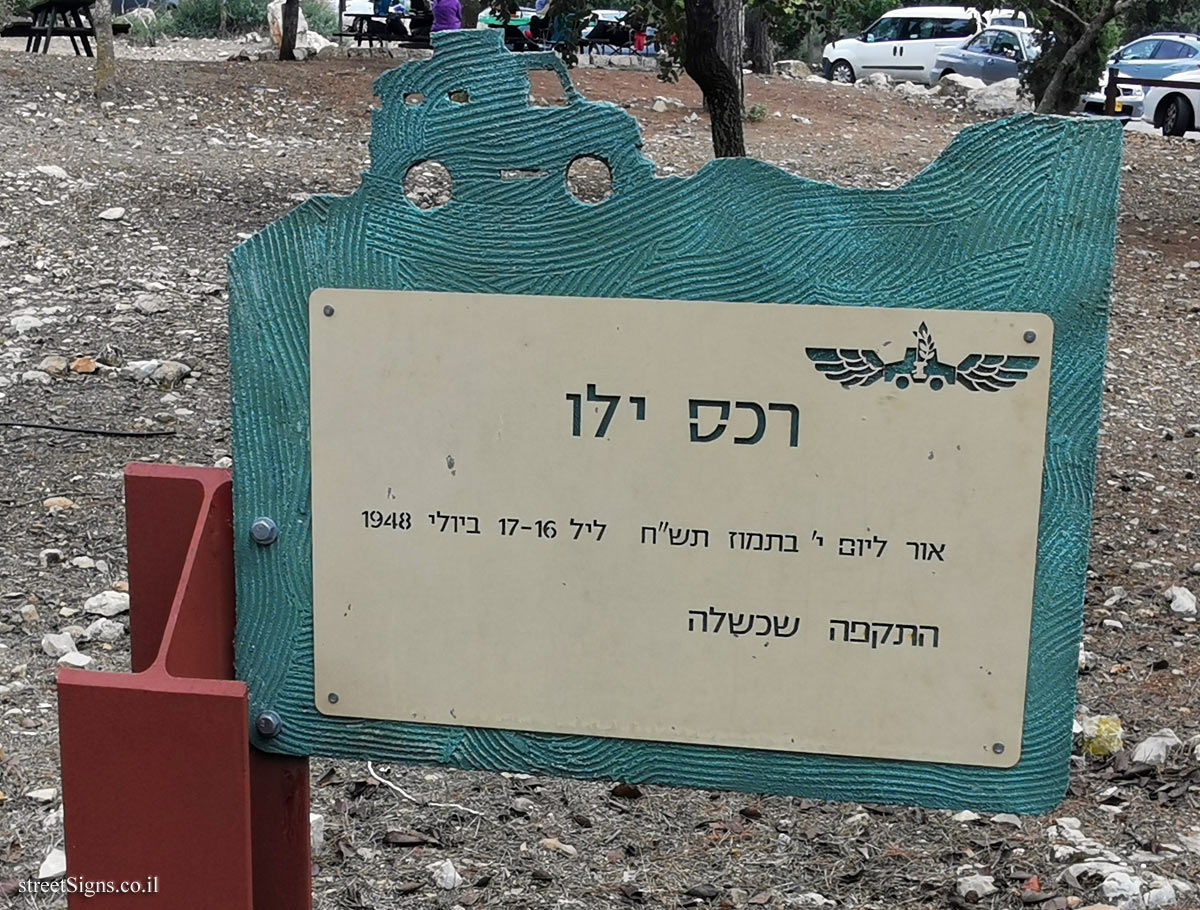 רכס ילו
אור ליום י' בתמוז תש"ח ליל 17-16 ביולי 1948
התקפה שכשלה
streetSigns.co.il